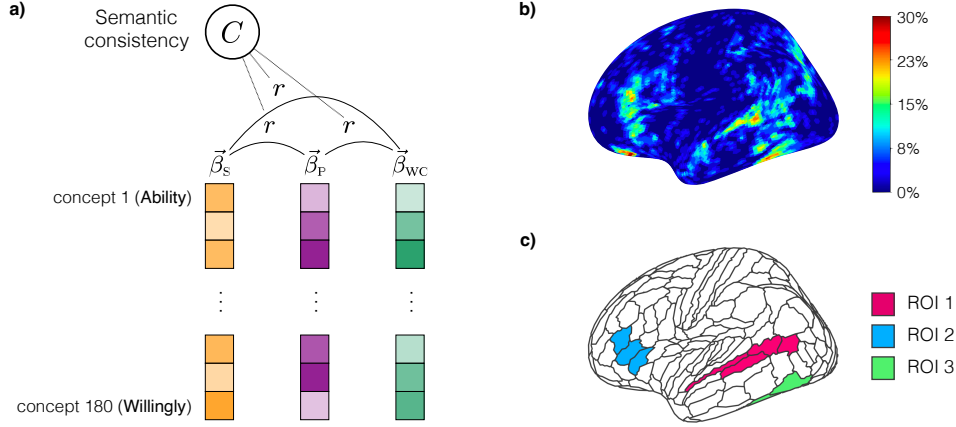 a)
Semantic
consistency
C
r
r
r
β⃗S
β⃗P
β⃗WC
concept 1 (Ability)
⋮
⋮
⋮
concept 180 (Willingly)
b)
30%
23%
15%
8%
0%
c)
ROI 1
ROI 2
ROI 3